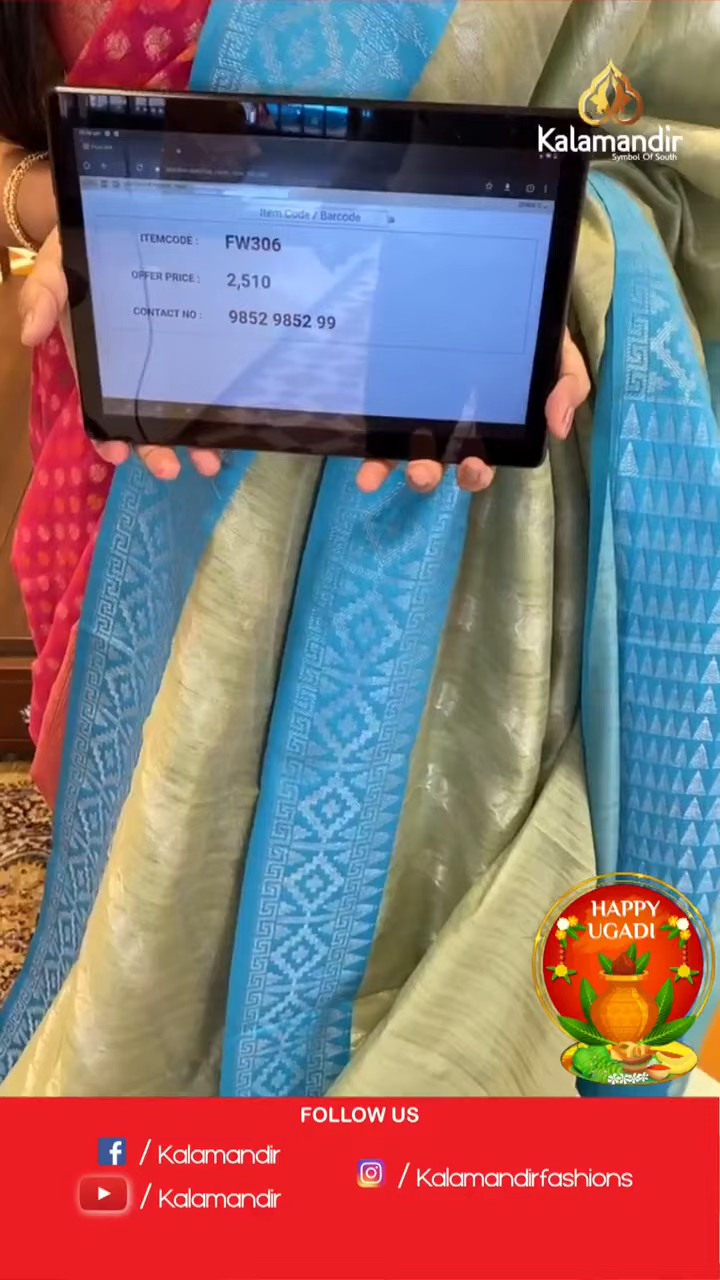 Kalamandir
Symbol Of South
Item Code / Barcode
ITEMCODE : FW306
OFFER PRICE : 2,510
CONTACT NO : 9852 9852 99
HAPPY
UGADI
FOLLOW US
/ Kalamandir
/ Kalamandir
/ Kalamandirfashions